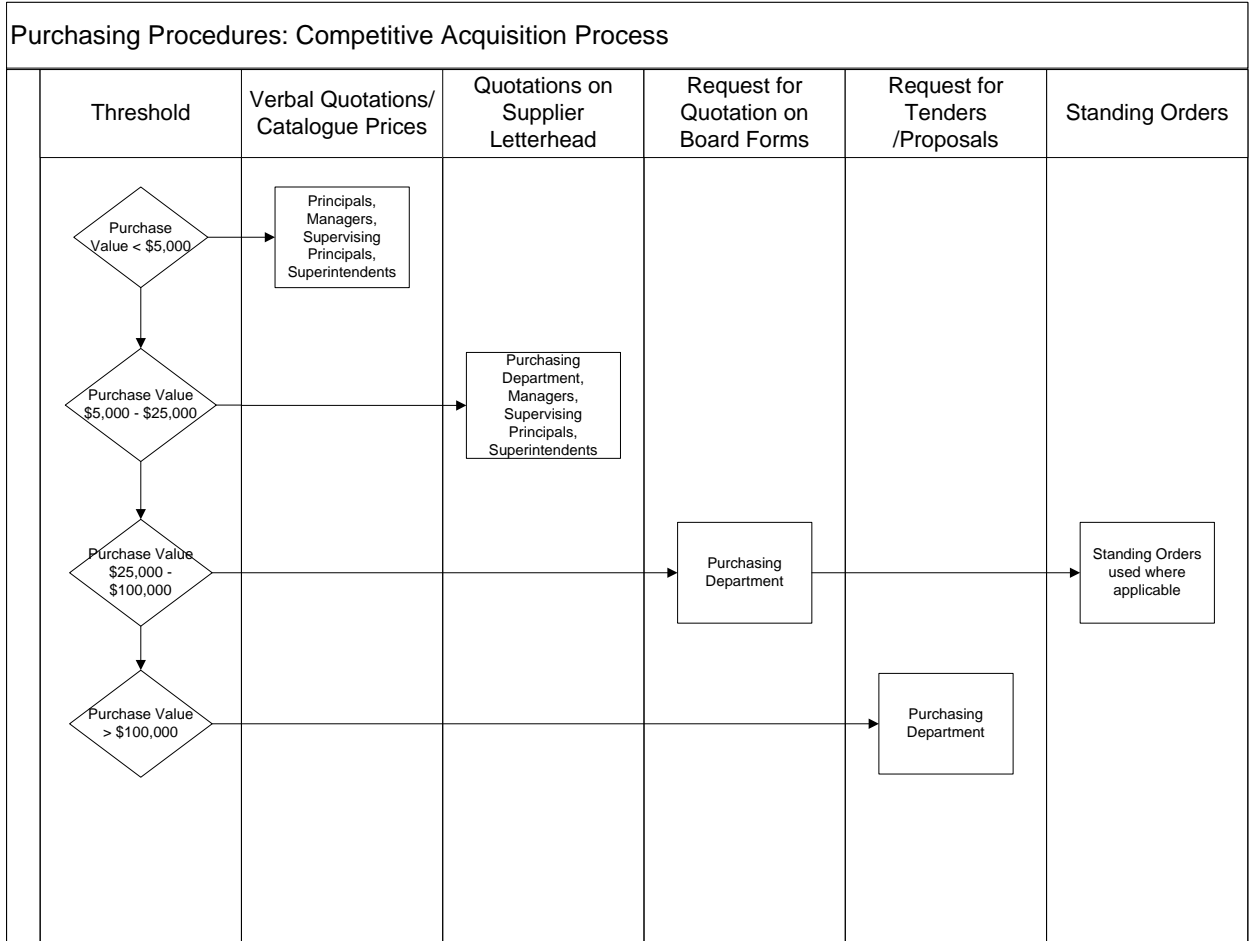 Purchasing Procedures: Competitive Acquisition Process
Threshold
Verbal Quotations/
Catalogue Prices
Quotations on
Supplier
Letterhead
Request for
Quotation on
Board Forms
Request for
Tenders
/Proposals
Standing Orders
Purchase
Value < $5,000
Principals,
Managers,
Supervising
Principals,
Superintendents
Purchase Value
$5,000 - $25,000
Purchasing
Department,
Managers,
Supervising
Principals,
Superintendents
Purchase Value
$25,000 -
$100,000
Purchasing
Department
Standing Orders
used where
applicable
Purchase Value
> $100,000
Purchasing
Department